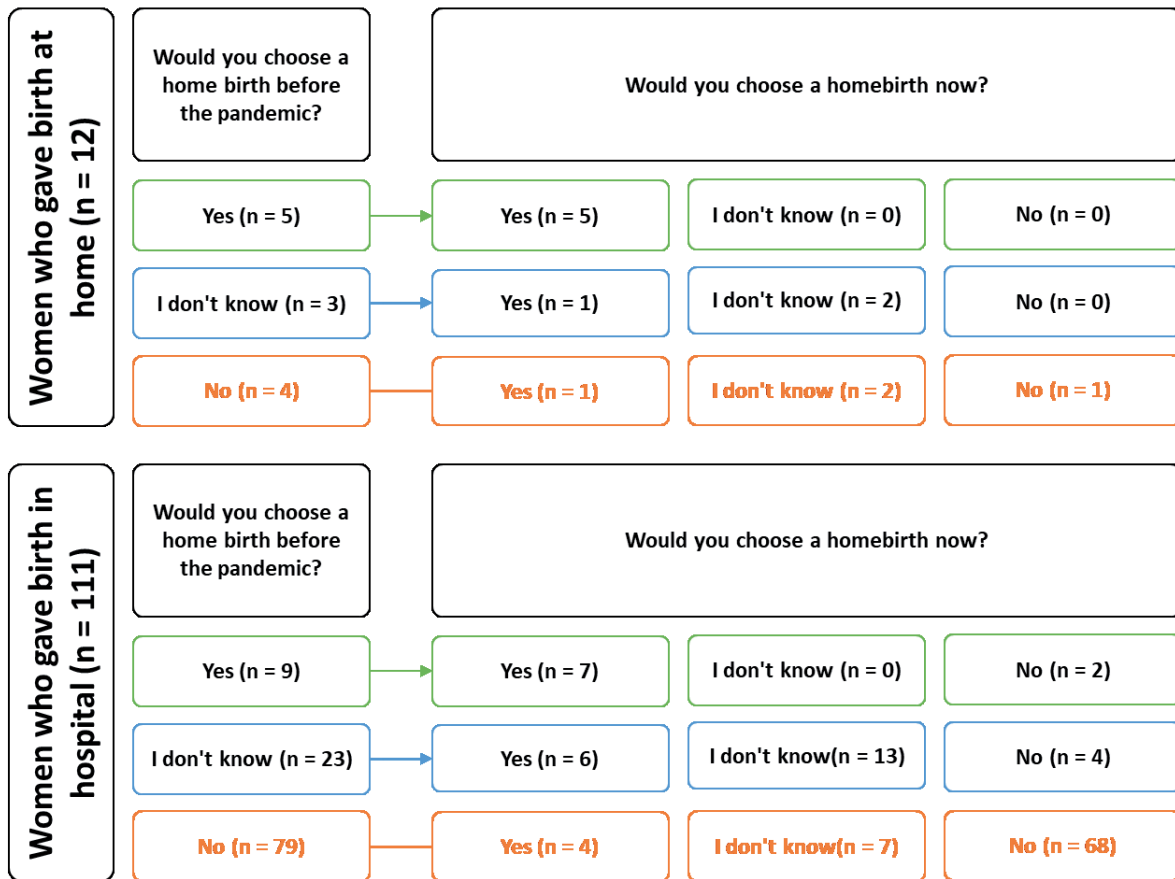 Women who gave birth at
home (n = 12)
Would you choose a
home birth before
the pandemic?
Would you choose a homebirth now?
Yes (n = 5)
Yes (n = 5)
I don't know (n = 0)
No (n = 0)
I don't know (n = 3)
Yes (n = 1)
I don't know (n = 2)
No (n = 0)
No (n = 4)
Yes (n = 1)
I don't know (n = 2)
No (n = 1)
Women who gave birth in
hospital (n = 111)
Would you choose a
home birth before
the pandemic?
Would you choose a homebirth now?
Yes (n = 9)
Yes (n = 7)
I don't know (n = 0)
No (n = 2)
I don't know (n = 23)
Yes (n = 6)
I don't know(n = 13)
No (n = 4)
No (n = 79)
Yes (n = 4)
I don't know(n = 7)
No (n = 68)